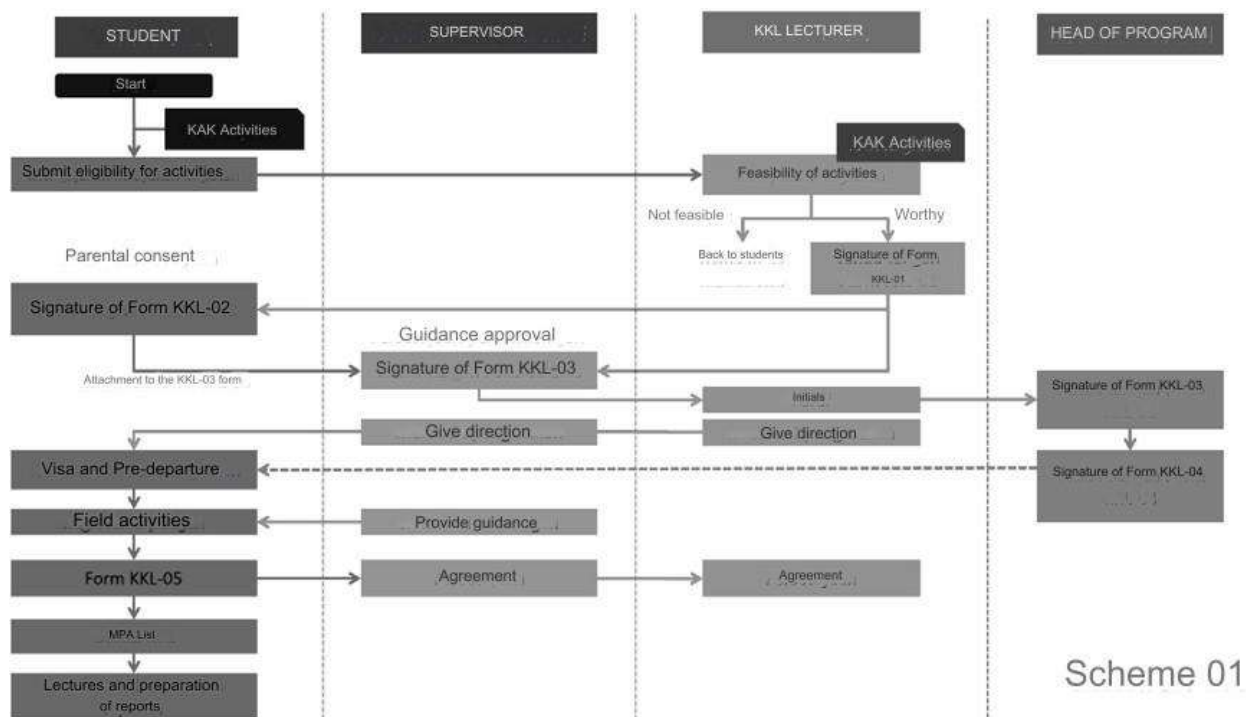 STUDENT
SUPERVISOR
KKL LECTURER
HEAD OF PROGRAM
Start
KAK Activities
KAK Activities
Submit eligibility for activities
Feasibility of activities
Not feasible
Worthy
Parental consent
Back to students
Signature of Form
KKL-01
Signature of Form KKL-02
Guidance approval
Signature of Form KKL-03
Attachment to the KKL-03 form
Initials
Signature of Form KKL-03
Give direction
Give direction
Visa and Pre-departure
Signature of Form KKL-04
Field activities
Provide guidance
Form KKL-05
Agreement
Agreement
MPA List
Lectures and preparation
of reports
Scheme 01